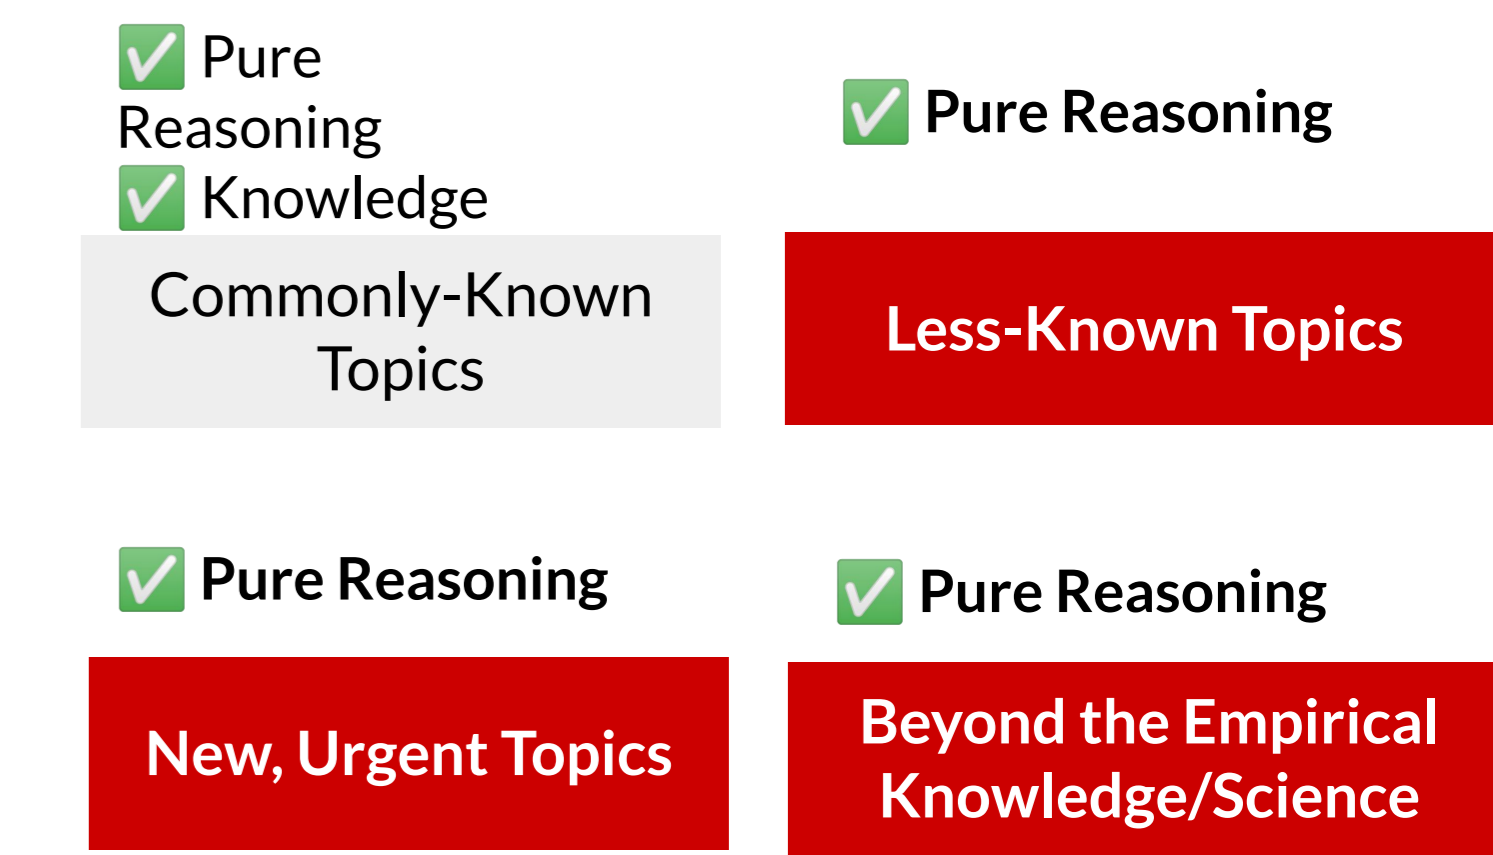 ✅ Pure
Reasoning
✅ Knowledge
Commonly-Known
Topics
✅ Pure Reasoning
Less-Known Topics
✅ Pure Reasoning
New, Urgent Topics
✅ Pure Reasoning
Beyond the Empirical
Knowledge/Science